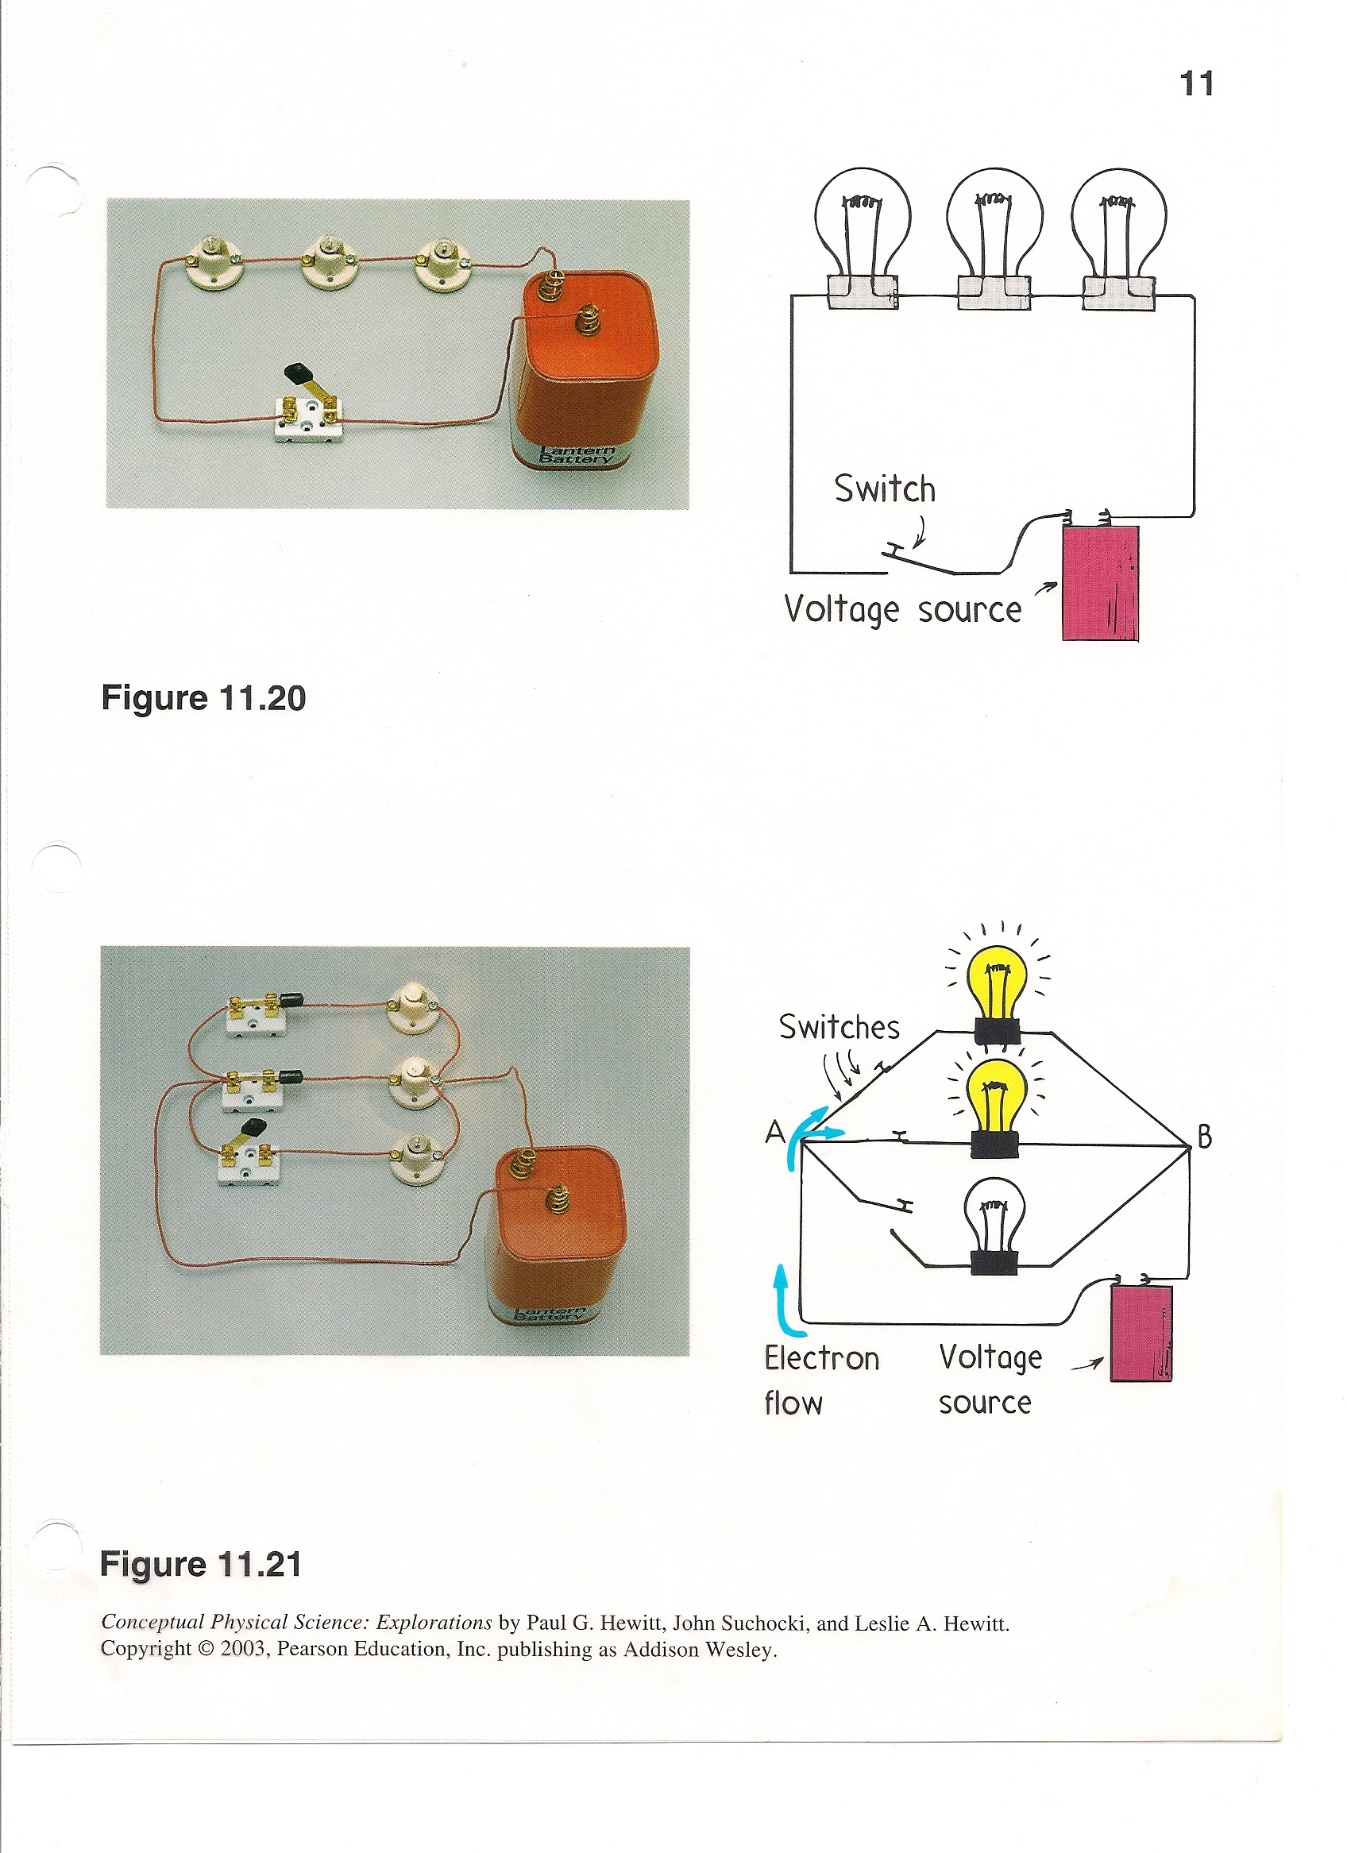 11
Lantern
Battery
Switch
Voltage source
Figure 11.20
Switches
A
B
Lantern
Battery
Electron
flow
Voltage
source
Figure 11.21
Conceptual Physical Science: Explorations by Paul G. Hewitt, John Suchocki, and Leslie A. Hewitt.
Copyright © 2003, Pearson Education, Inc. publishing as Addison Wesley.